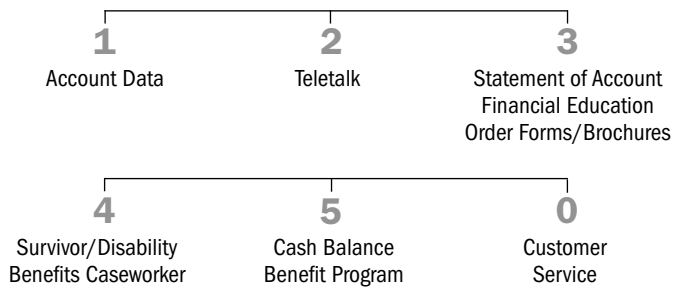 1 2 3
Account Data Teletalk Statement of Account
Financial Education
Order Forms/Brochures
4 5 0
Survivor/Disability Cash Balance Customer
Benefits Caseworker Benefit Program Service